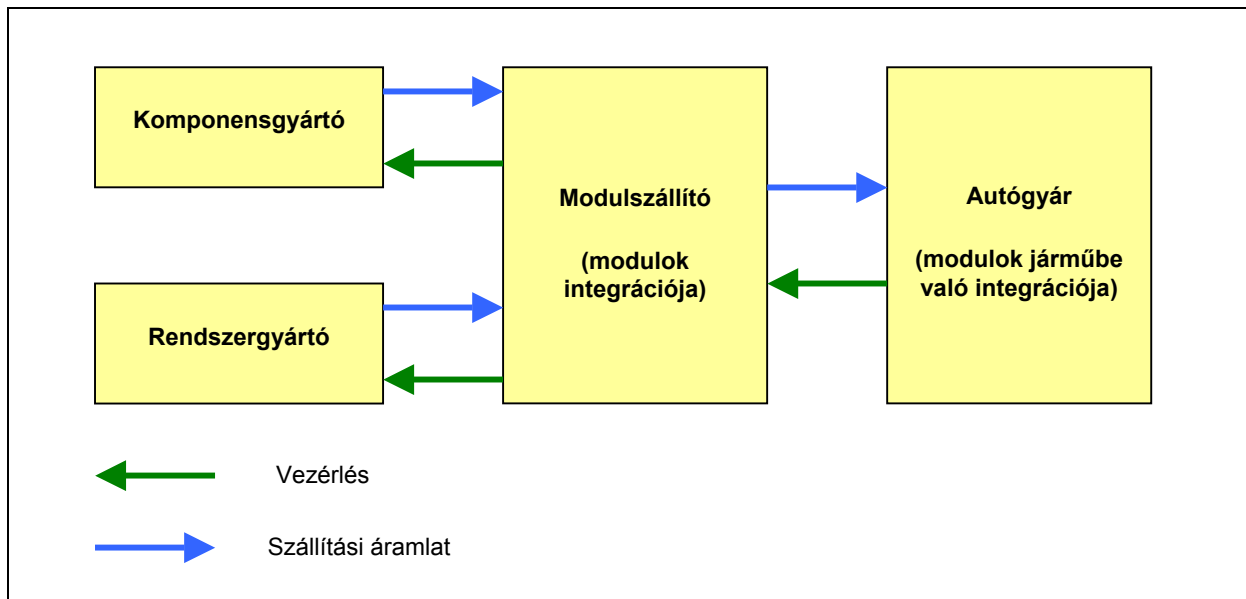 Komponensgyártó
Rendszergyártó
Modulszállító
(modulok
integrációja)
Autógyár
(modulok járműbe
való integrációja)
Vezérlés
Szállítási áramlat